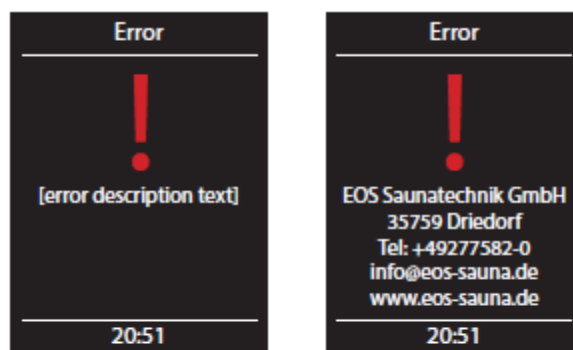 Error
[error description text]
20:51
Error
EOS Saunatechnik GmbH
35759 Driedorf
Tel: +49277582-0
info@eos-sauna.de
www.eos-sauna.de
20:51